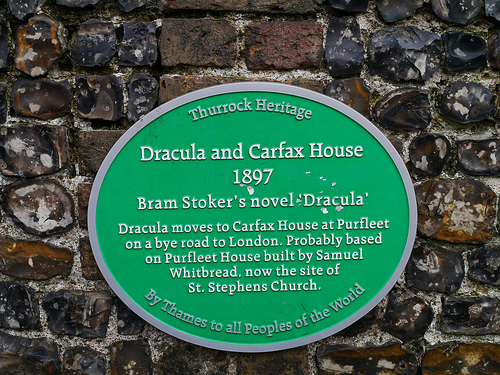 Thurrock Heritage
Dracula and Carfax House
1897
Bram Stoker's novel 'Dracula'
Dracula moves to Carfax House at Purfleet
on a bye road to London. Probably based
on Purfleet House built by Samuel
Whitbread, now the site of
St. Stephens Church.
By Thames to all Peoples of the World